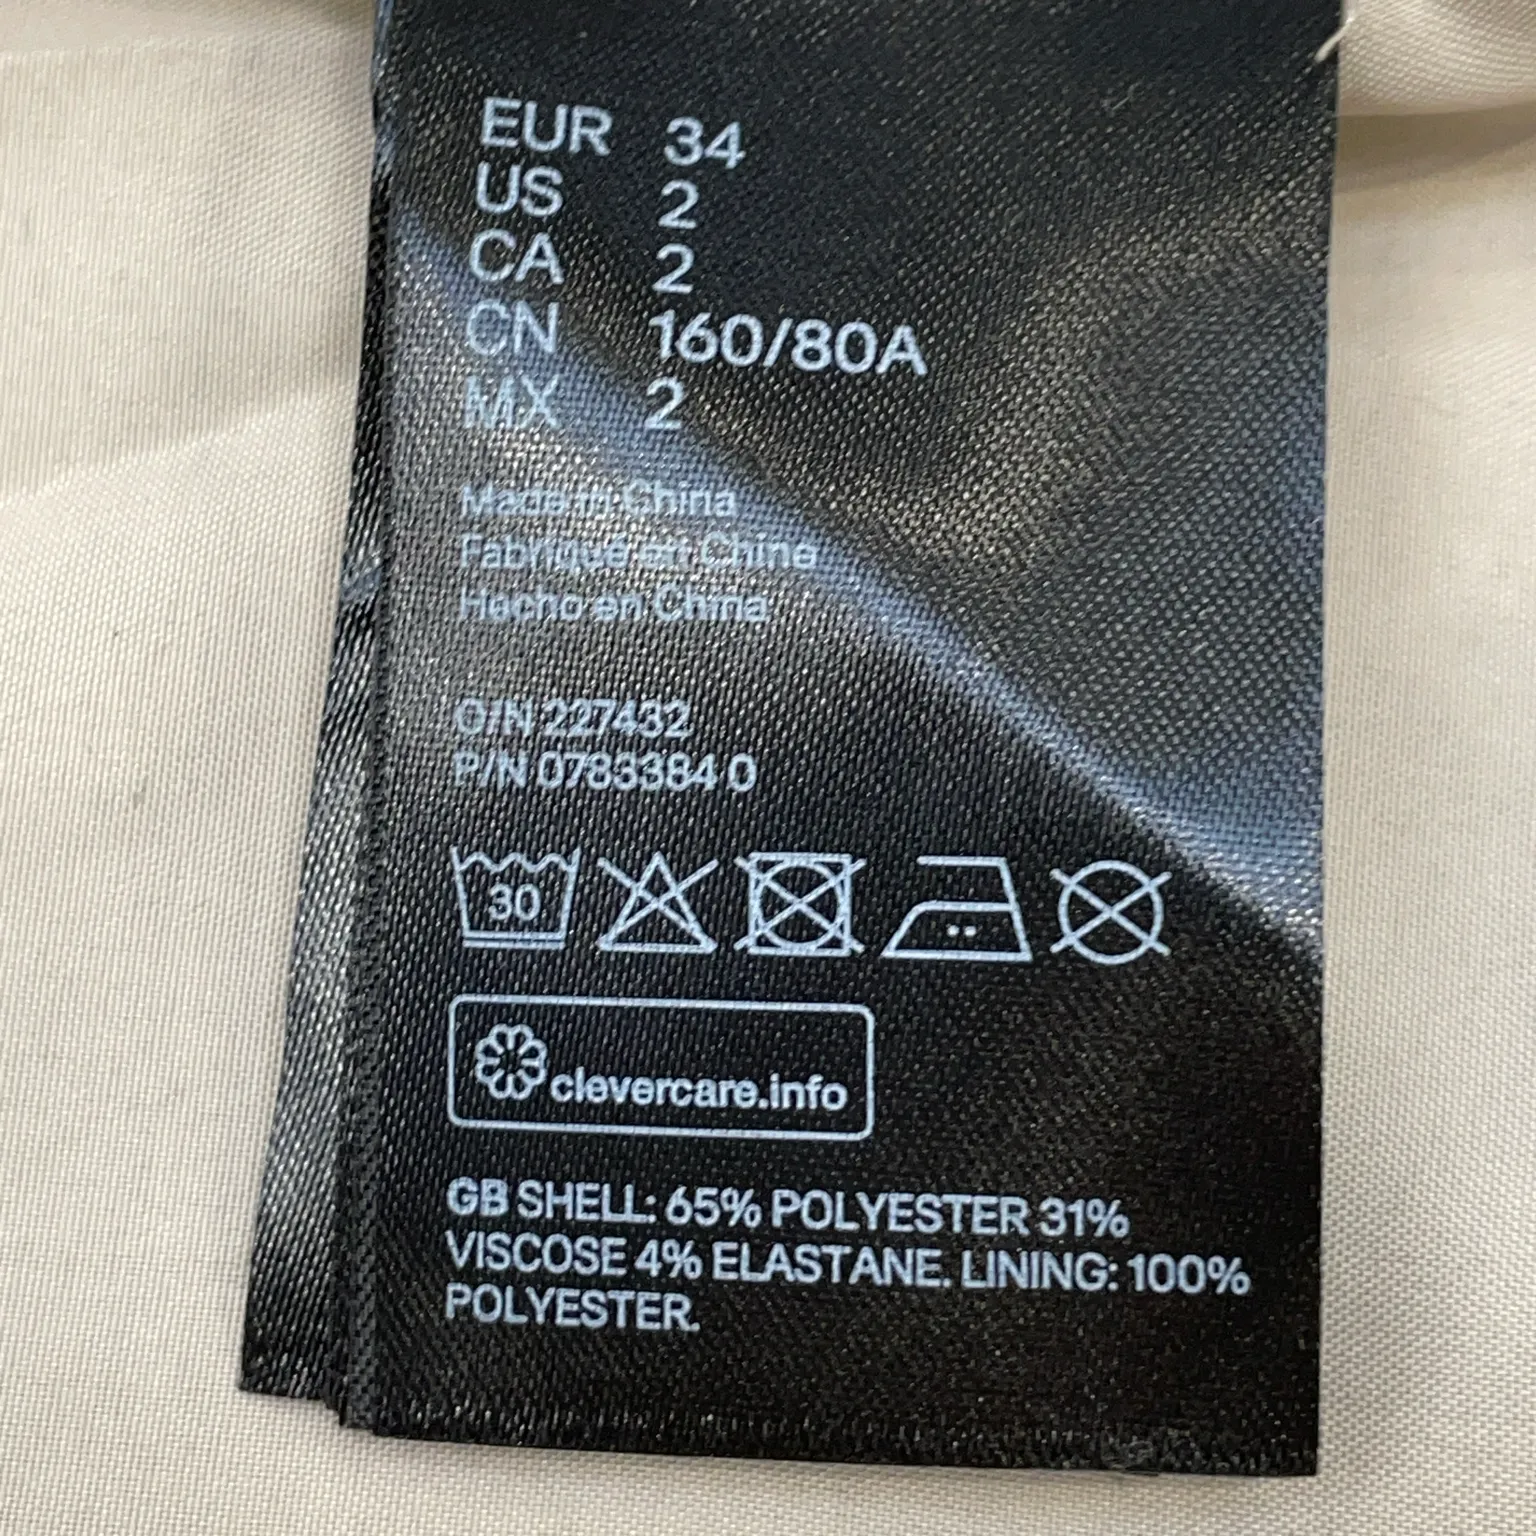 EUR 34
US 2
CA 2
CN 160/80A
MX 2
Made in China
Fabriqué en Chine
Hecho en China
O/N 227432
P/N 0783384 0
30
clevercare.info
GB SHELL: 65% POLYESTER 31%
VISCOSE 4% ELASTANE. LINING: 100%
POLYESTER.